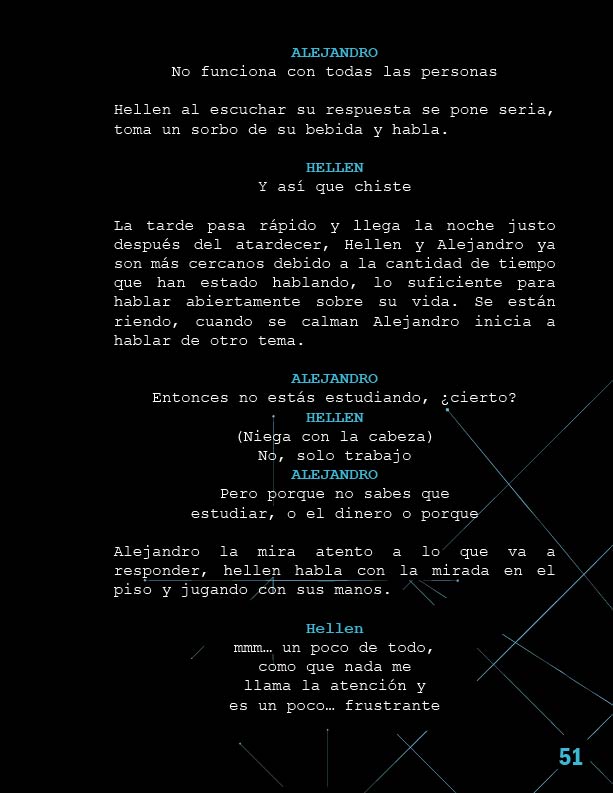 ALEJANDRO
No funciona con todas las personas
Hellen al escuchar su respuesta se pone seria,
toma un sorbo de su bebida y habla.
HELLEN
Y así que chiste
La tarde pasa rápido y llega la noche justo
después del atardecer, Hellen y Alejandro ya
son más cercanos debido a la cantidad de tiempo
que han estado hablando, lo suficiente para
hablar abiertamente sobre su vida. Se están
riendo, cuando se calman Alejandro inicia a
hablar de otro tema.
ALEJANDRO
Entonces no estás estudiando, ¿cierto?
HELLEN
(Niega con la cabeza)
No, solo trabajo
ALEJANDRO
Pero porque no sabes que
estudiar, o el dinero o porque
Alejandro la mira atento a lo que va a
responder, hellen habla con la mirada en el
piso y jugando con sus manos.
Hellen
mmm… un poco de todo,
como que nada me
llama la atención y
es un poco… frustrante
51